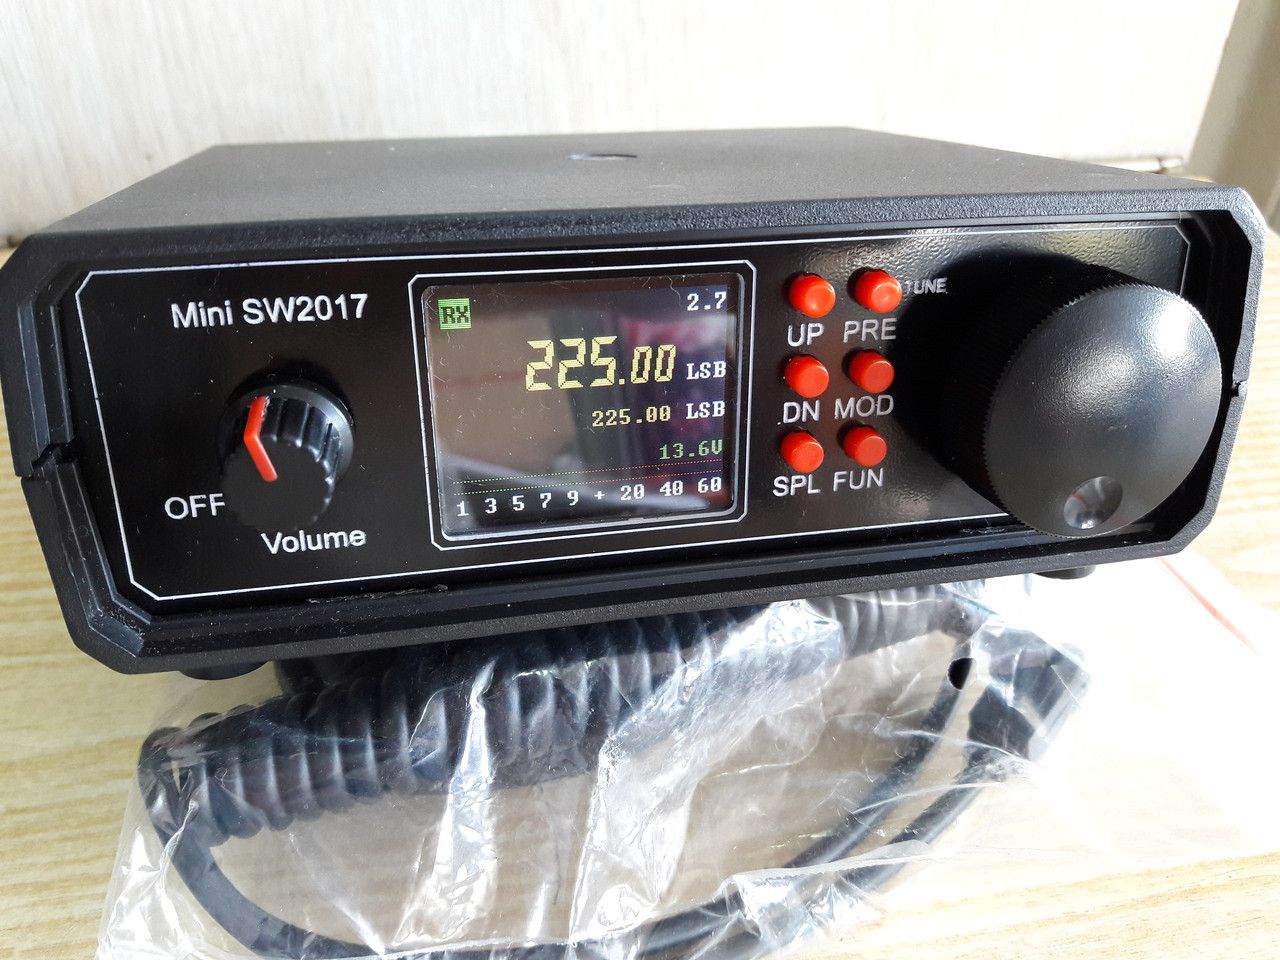 Mini SW2017
OFF
Volume
RX
2.7
225.00 LSB
225.00 LSB
13.6V
1 3 5 7 9 + 20 40 60
TUNE
UP PRE
DN MOD
SPL FUN